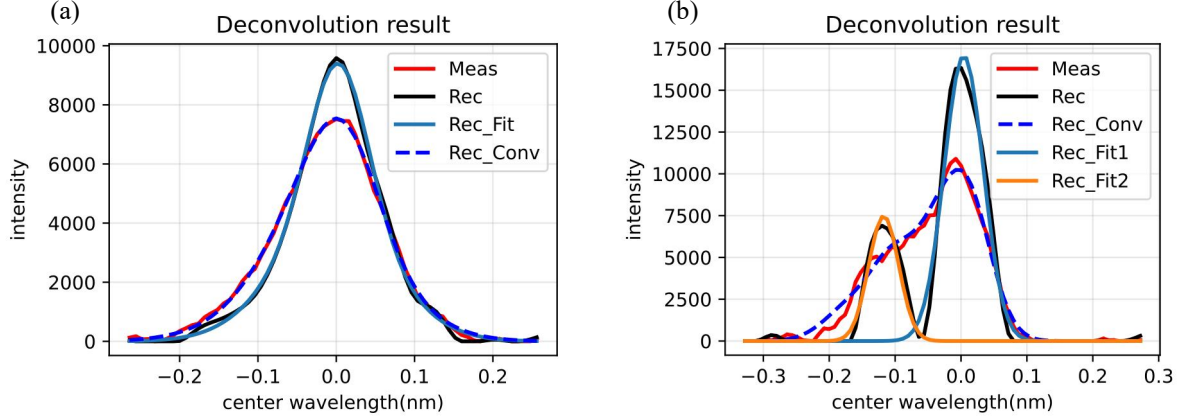 (a)
Deconvolution result
10000
8000
6000
4000
2000
0
intensity
−0.2
−0.1
0.0
0.1
0.2
center wavelength(nm)
Meas
Rec
Rec_Fit
Rec_Conv
(b)
Deconvolution result
17500
15000
12500
10000
7500
5000
2500
0
intensity
−0.3
−0.2
−0.1
0.0
0.1
0.2
0.3
center wavelength(nm)
Meas
Rec
Rec_Conv
Rec_Fit1
Rec_Fit2